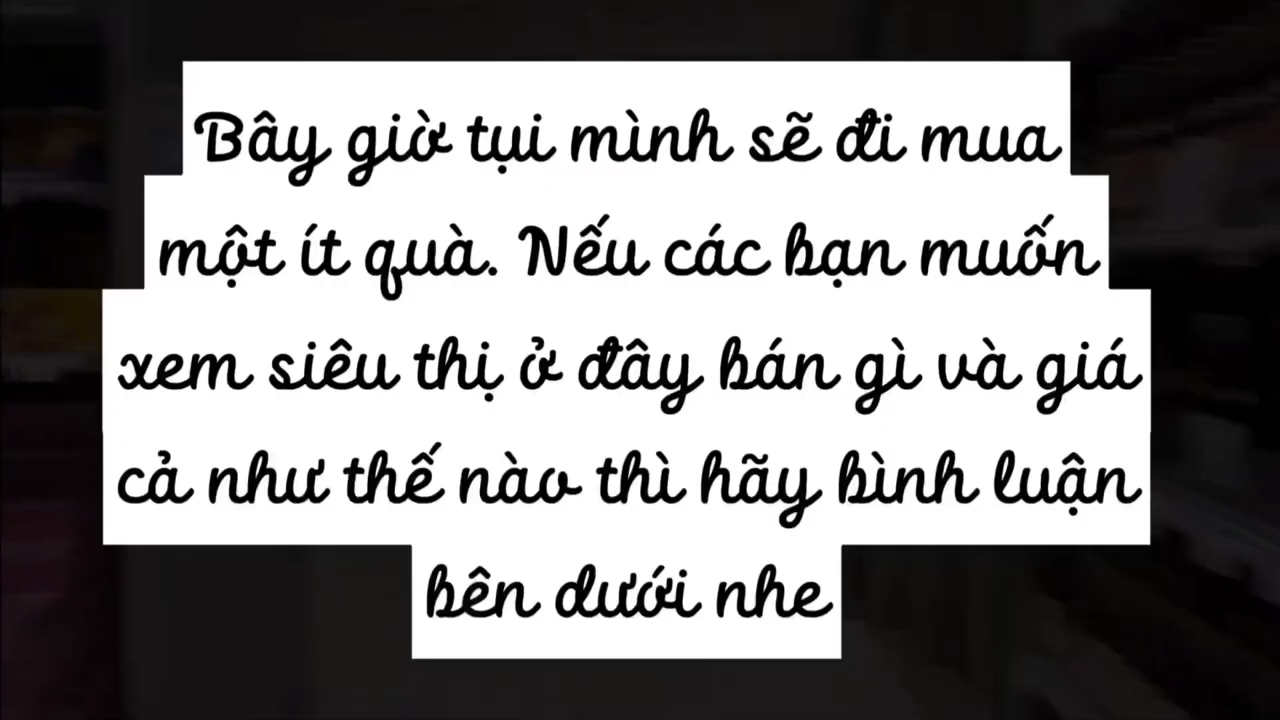 Bây giờ tụi mình sẽ đi mua
một ít quà. Nếu các bạn muốn
xem siêu thị ở đây bán gì và giá
cả như thế nào thì hãy bình luận
bên dưới nhe